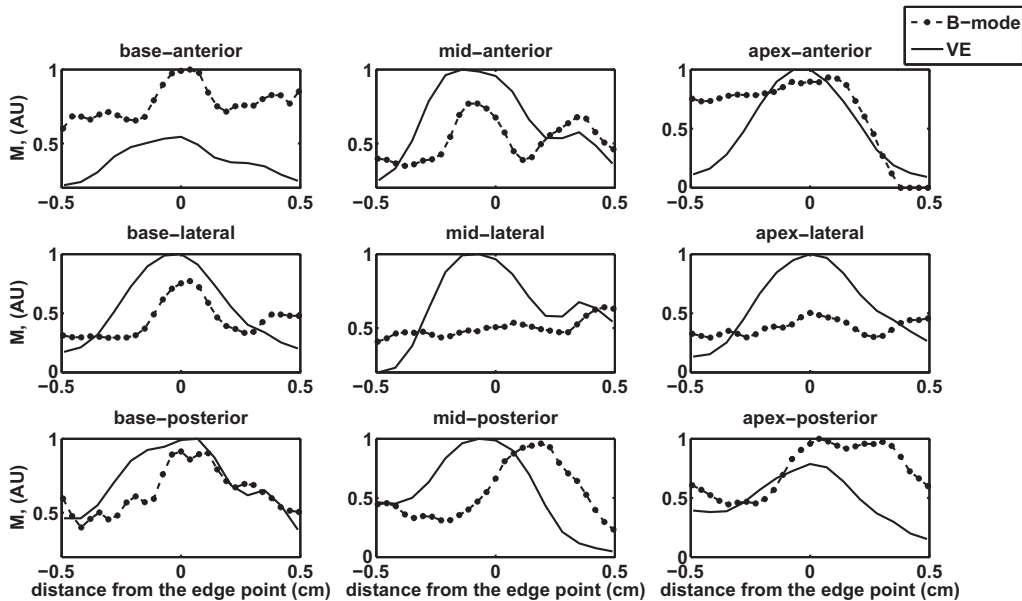 B−mode
VE
base−anterior
mid−anterior
apex−anterior
M, (AU)
1
0.5
−0.5 0 0.5
1
0.5
0
−0.5 0 0.5
1
0.5
0
−0.5 0 0.5
base−lateral
mid−lateral
apex−lateral
1
0.5
0
−0.5 0 0.5
1
0.5
−0.5 0 0.5
1
0.5
0
−0.5 0 0.5
base−posterior
mid−posterior
apex−posterior
M, (AU)
1
0.5
−0.5 0 0.5
distance from the edge point (cm)
1
0.5
0
−0.5 0 0.5
distance from the edge point (cm)
1
0.5
0
−0.5 0 0.5
distance from the edge point (cm)